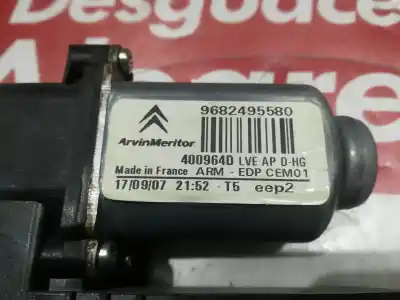 Desguace
9682495580
ArvinMeritor
400964D LVE AP D-HG
Made in France ARM - EDP CEM01
17/09/07 21:52 - T5 eep2